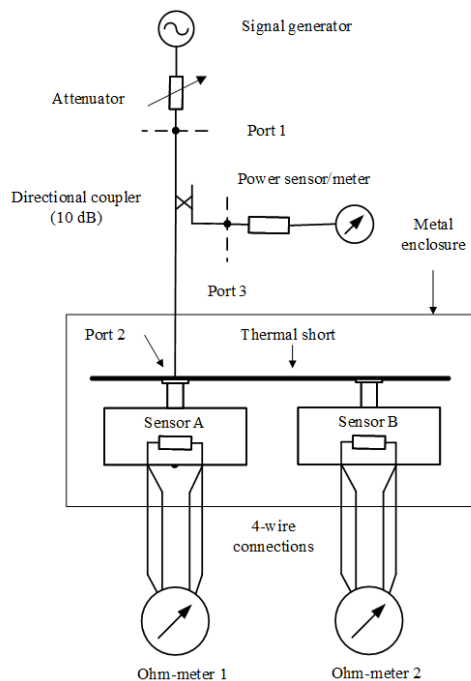 Signal generator
Attenuator
Port 1
Directional coupler
(10 dB)
Power sensor/meter
Metal
enclosure
Port 3
Port 2
Thermal short
Sensor A
Sensor B
4-wire
connections
Ohm-meter 1
Ohm-meter 2